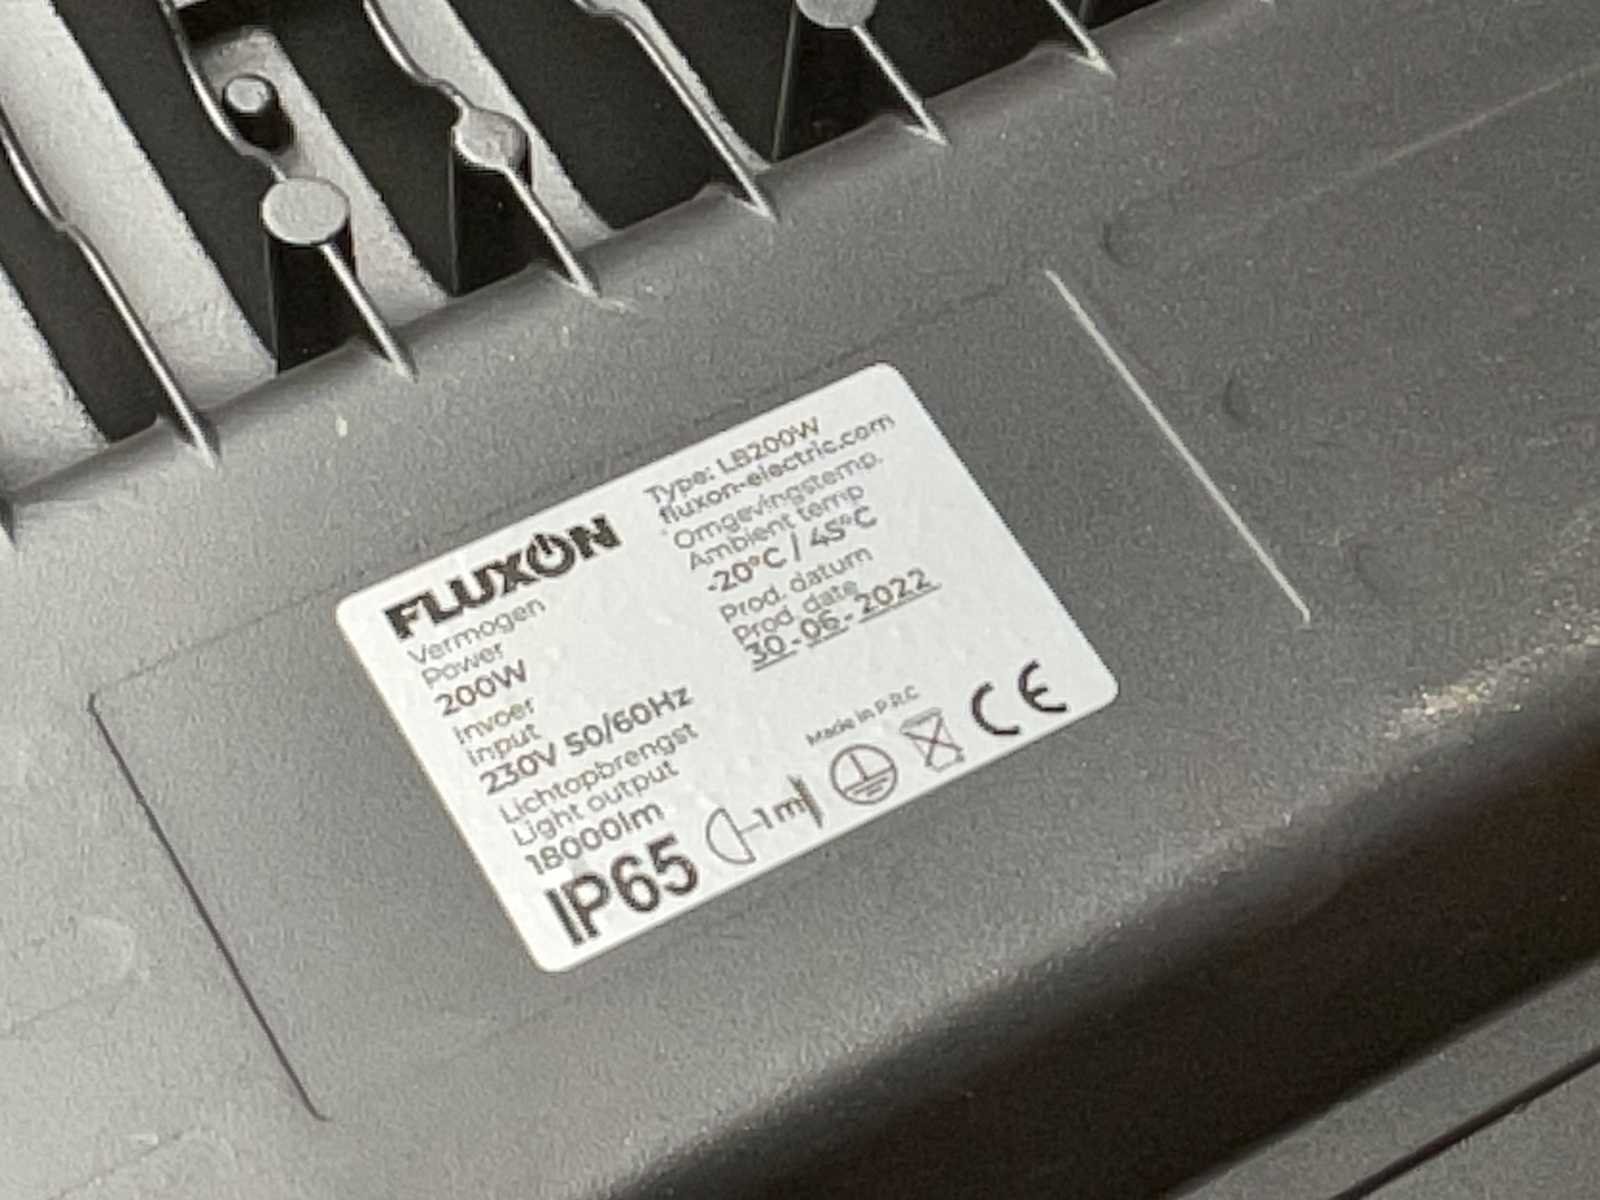 FLUXON
Vermogen
Power
200W
Invoer
Input
230V 50/60Hz
Lichtopbrengst
Light output
18000lm
IP65
Type: LB200W
fluxon-electric.com
Omgevingstemp.
Ambient temp
-20°C / 45°C
Prod. datum
Prod. date
30-06-2022
Made in P.R.C
1 m
CE